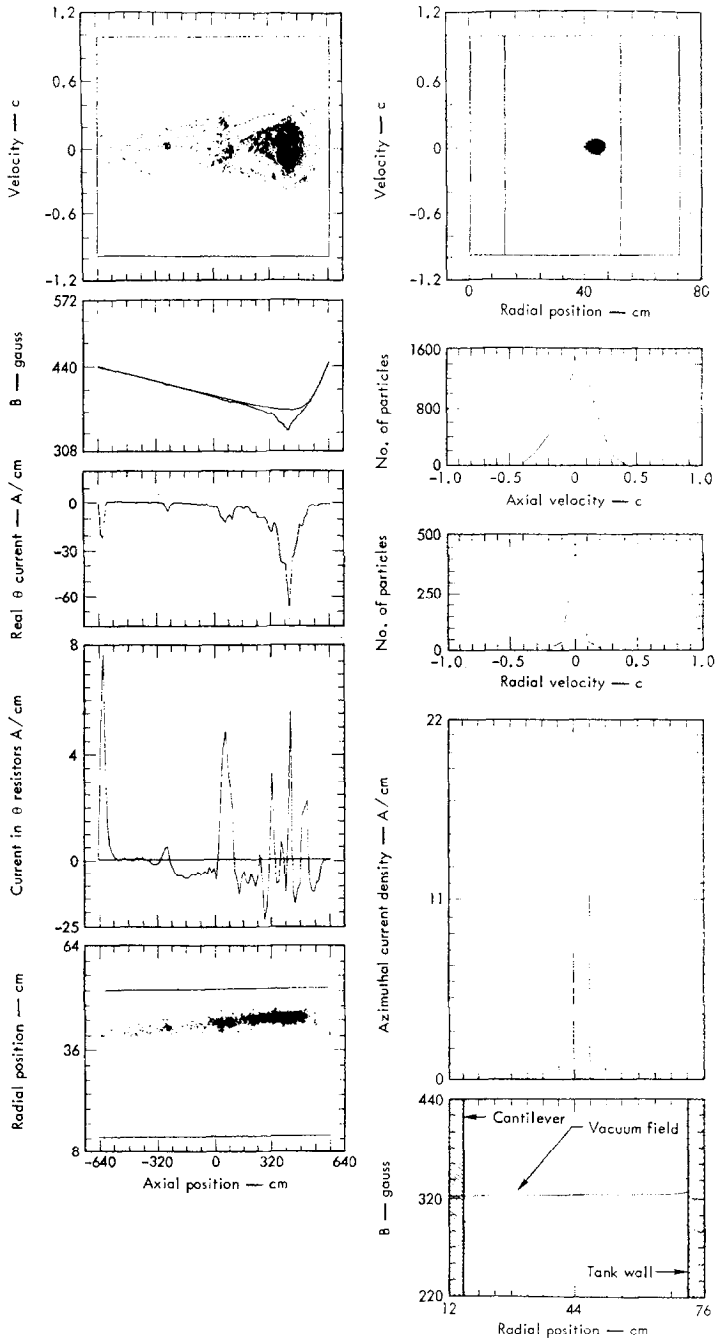 1.2
0.6
0
-0.6
-1.2
Velocity — c
572
440
308
B — gauss
0
-30
-60
Real θ current — A/cm
8
4
0
-25
Current in θ resistors A/cm
64
36
8
Radial position — cm
-640 -320 0 320 640
Axial position — cm
1.2
0.6
0
-0.6
-1.2
Velocity — c
0 40 80
Radial position — cm
1600
800
0
No. of particles
-1.0 -0.5 0 0.5 1.0
Axial velocity — c
500
250
0
No. of particles
-1.0 -0.5 0 0.5 1.0
Radial velocity — c
22
11
0
Azimuthal current density — A/cm
440
320
220
B — gauss
Cantilever
Vacuum field
Tank wall
12 44 76
Radial position — cm